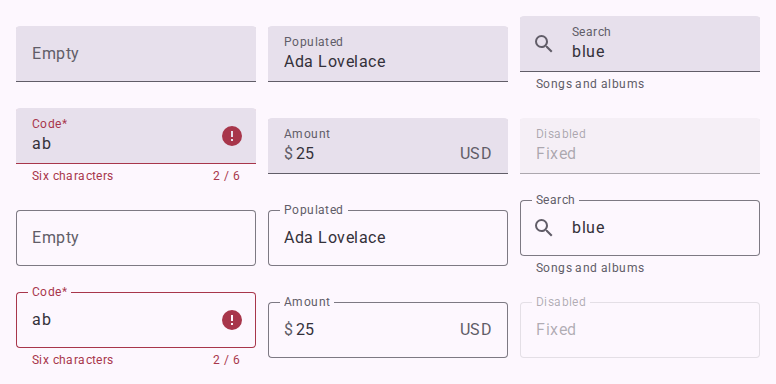 Empty
Populated
Ada Lovelace
Search
blue
Songs and albums
Code*
ab
Six characters
2 / 6
Amount
$ 25
USD
Disabled
Fixed
Empty
Populated
Ada Lovelace
Search
blue
Songs and albums
Code*
ab
Six characters
2 / 6
Amount
$ 25
USD
Disabled
Fixed